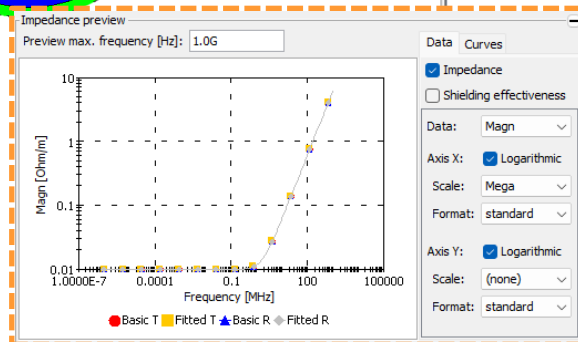 Impedance preview
Preview max. frequency [Hz]: 1.0G
Data Curves
Impedance
Shielding effectiveness
Data: Magn
Axis X: Logarithmic
Scale: Mega
Format: standard
Axis Y: Logarithmic
Scale: (none)
Format: standard
Magn [Ohm/m]
10
1
0.1
0.01
1.00000E-7 0.0001 0.1 100 100000
Frequency [MHz]
Basic T Fitted T Basic R Fitted R